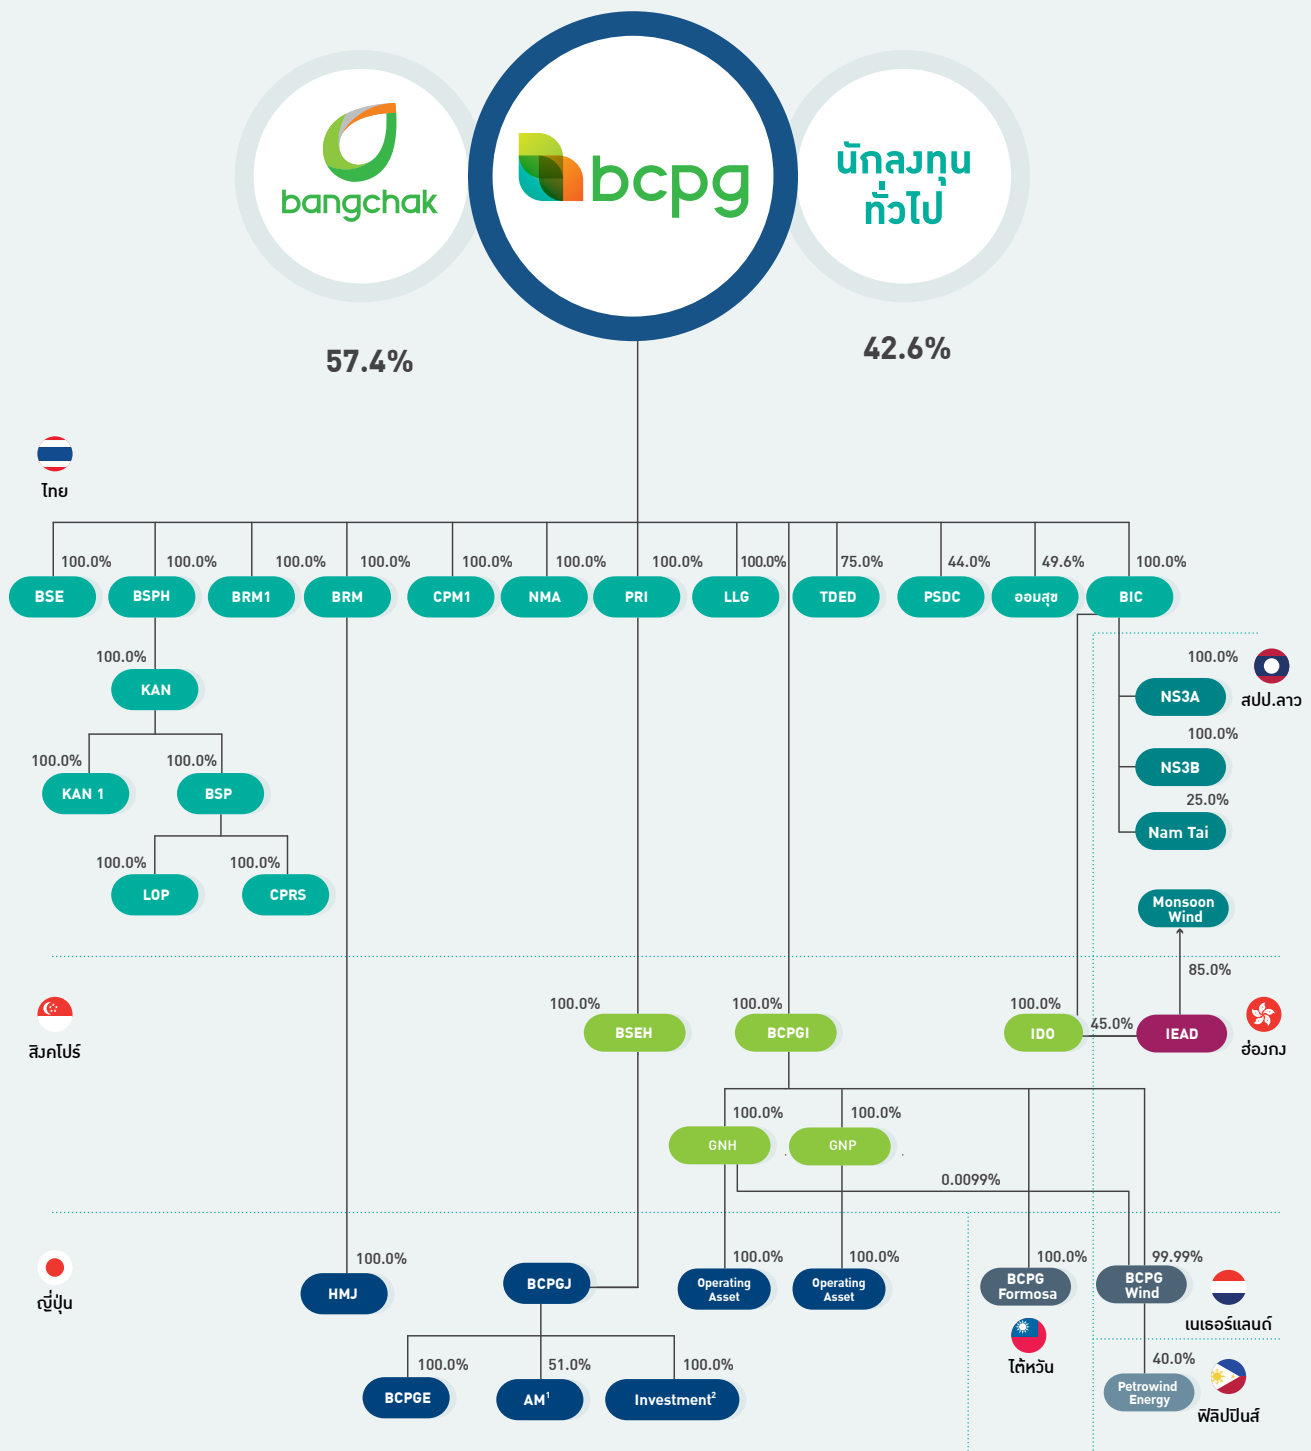 bangchak
bcpg
นักลงทุน
ทั่วไป
57.4%
42.6%
ไทย
100.0%
100.0%
100.0%
100.0%
100.0%
100.0%
100.0%
100.0%
75.0%
44.0%
49.6%
100.0%
BSE
BSPH
BRM1
BRM
CPM1
NMA
PRI
LLG
TDED
PSDC
ออมสุข
BIC
100.0%
KAN
100.0%
NS3A
สปป.ลาว
100.0%
100.0%
KAN 1
BSP
100.0%
NS3B
25.0%
Nam Tai
100.0%
100.0%
LOP
CPRS
Monsoon
Wind
85.0%
สิงคโปร์
100.0%
BSEH
100.0%
BCPGI
100.0%
IDO
45.0%
IEAD
ฮ่องกง
100.0%
GNH
100.0%
GNP
0.0099%
ญี่ปุ่น
100.0%
HMJ
BCPGJ
100.0%
Operating
Asset
100.0%
Operating
Asset
100.0%
BCPG
Formosa
ไต้หวัน
99.99%
BCPG
Wind
เนเธอร์แลนด์
100.0%
BCPGE
51.0%
AM¹
100.0%
Investment²
40.0%
Petrowind
Energy
ฟิลิปปินส์